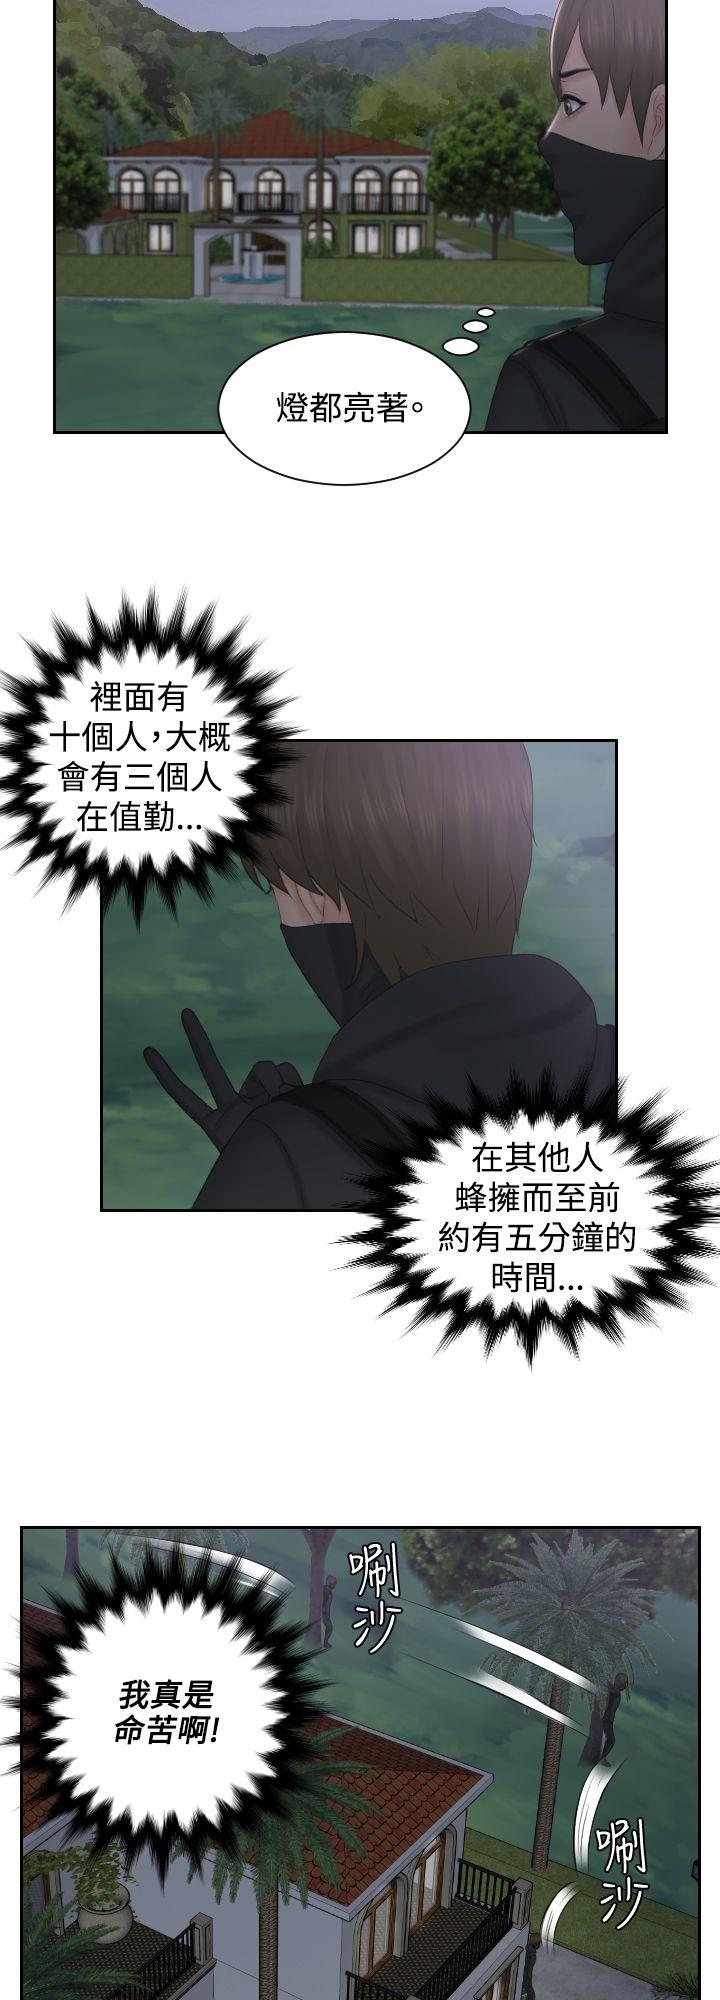 燈都亮著。
裡面有
十個人，大概
會有三個人
在值勤...
在其他人
蜂擁而至前
約有五分鐘的
時間...
唰
沙
我真是
命苦啊!
唰
沙